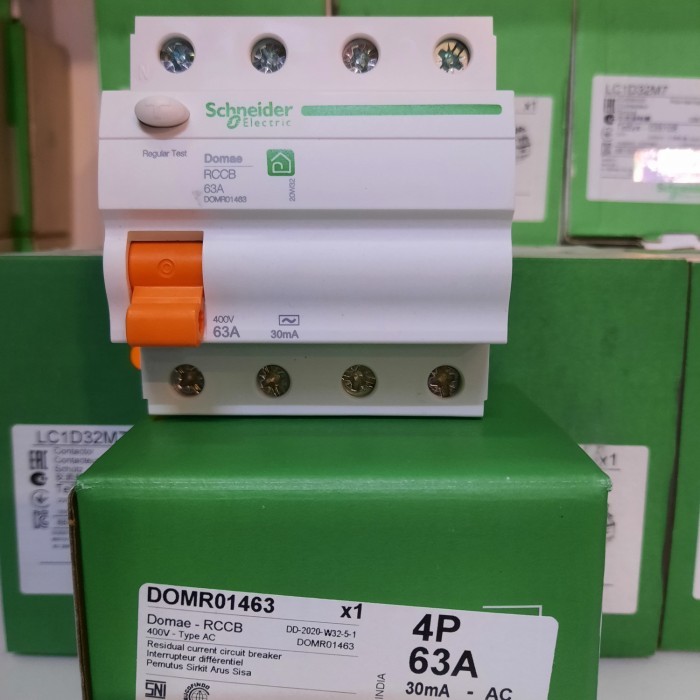 Schneider
Electric
Regular Test
Domae
RCCB
63A
DOMR01463
20W32
400V
63A
30mA
LC1D32M7
x1
LC1D32M7
Contactor
x1
DOMR01463 x1
Domae - RCCB DD-2020-W32-5-1
400V - Type AC DOMR01463
Residual current circuit breaker
Interrupteur différentiel
Pemutus Sirkit Arus Sisa
SNI
INDIA
4P
63A
30mA - AC